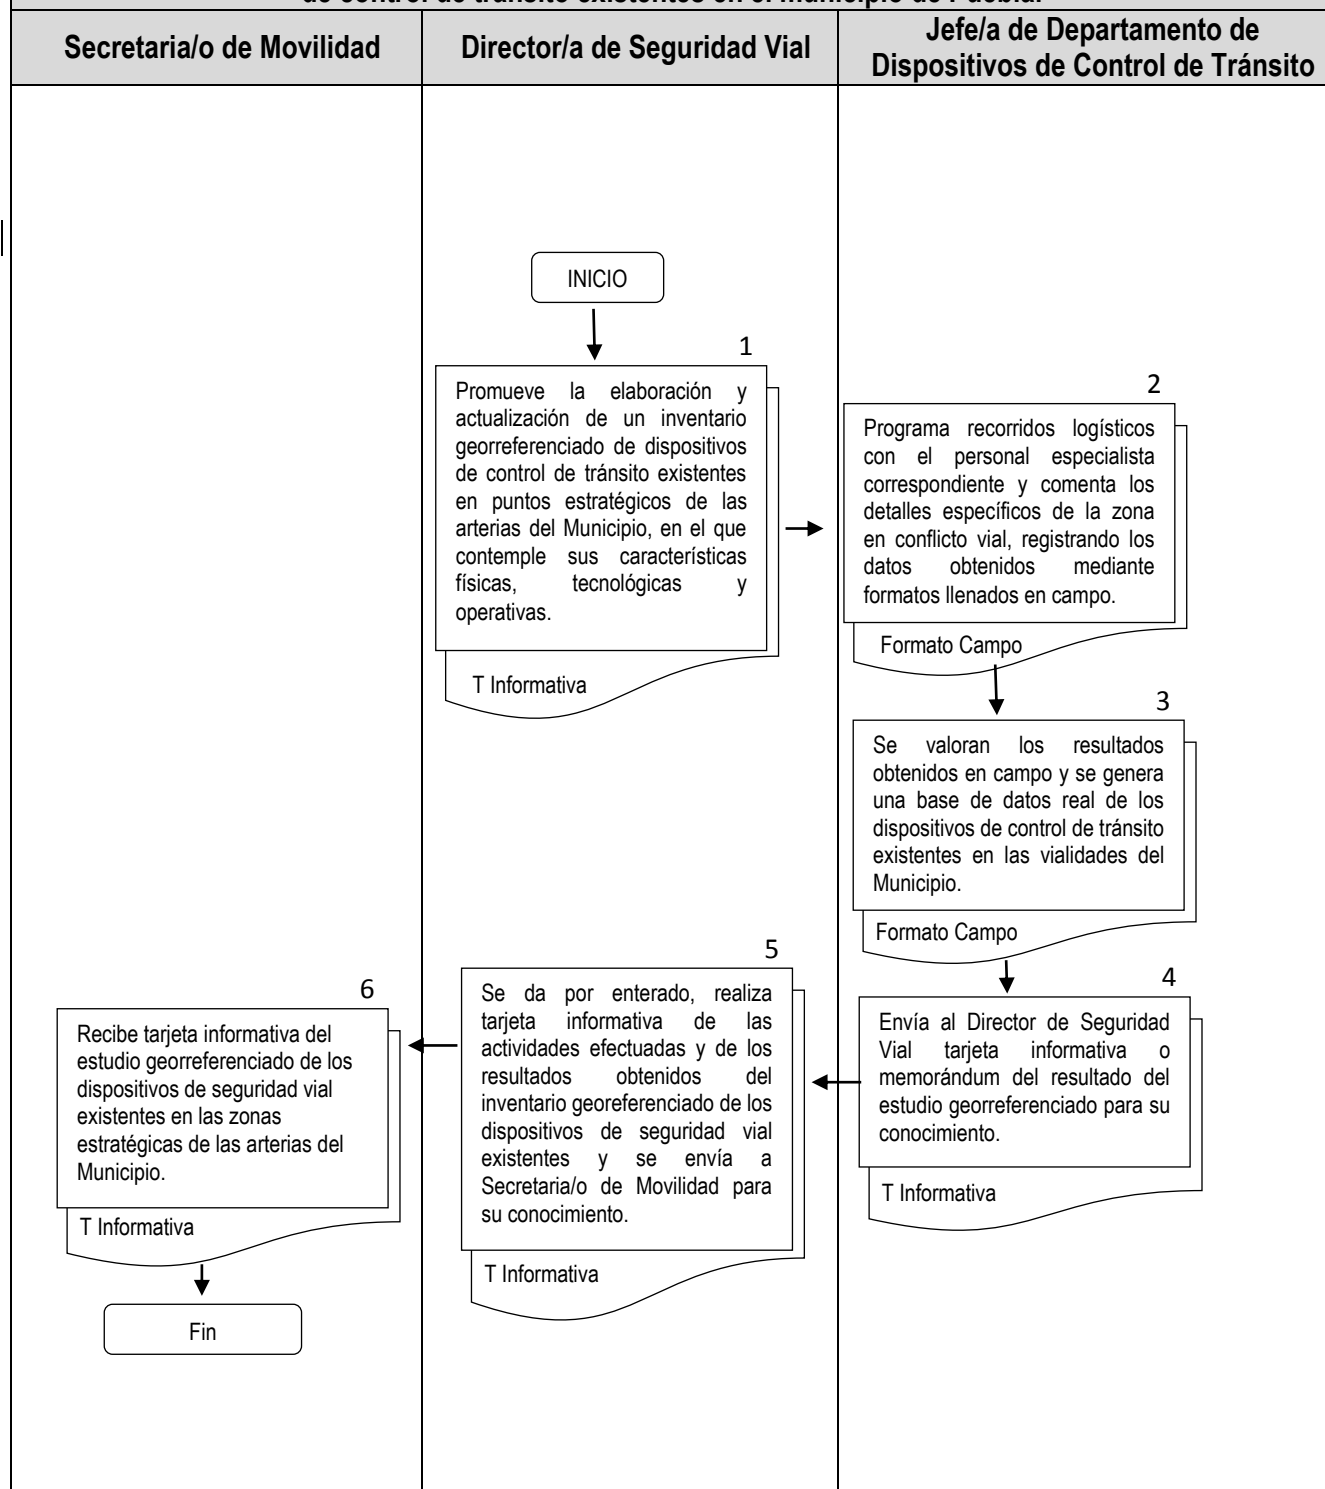 de control de tránsito existentes en el municipio de Puebla.
Secretaria/o de Movilidad
Director/a de Seguridad Vial
Jefe/a de Departamento de
Dispositivos de Control de Tránsito
INICIO
1
Promueve la elaboración y
actualización de un inventario
georreferenciado de dispositivos
de control de tránsito existentes
en puntos estratégicos de las
arterias del Municipio, en el que
contemple sus características
físicas, tecnológicas y
operativas.
T Informativa
2
Programa recorridos logísticos
con el personal especialista
correspondiente y comenta los
detalles específicos de la zona
en conflicto vial, registrando los
datos obtenidos mediante
formatos llenados en campo.
Formato Campo
3
Se valoran los resultados
obtenidos en campo y se genera
una base de datos real de los
dispositivos de control de tránsito
existentes en las vialidades del
Municipio.
Formato Campo
4
Envía al Director de Seguridad
Vial tarjeta informativa o
memorándum del resultado del
estudio georreferenciado para su
conocimiento.
T Informativa
5
Se da por enterado, realiza
tarjeta informativa de las
actividades efectuadas y de los
resultados obtenidos del
inventario georeferenciado de los
dispositivos de seguridad vial
existentes y se envía a
Secretaria/o de Movilidad para
su conocimiento.
T Informativa
6
Recibe tarjeta informativa del
estudio georreferenciado de los
dispositivos de seguridad vial
existentes en las zonas
estratégicas de las arterias del
Municipio.
T Informativa
Fin